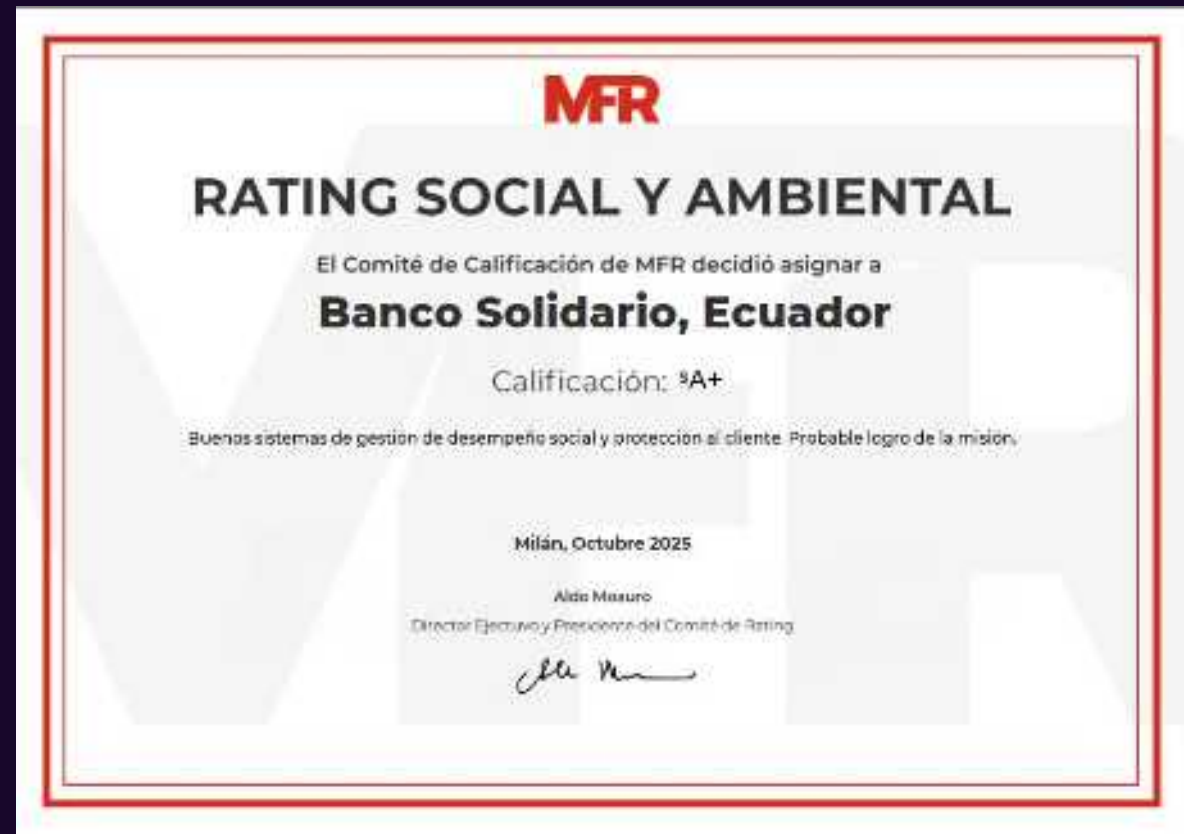 MFR
RATING SOCIAL Y AMBIENTAL
El Comité de Calificación de MFR decidió asignar a
Banco Solidario, Ecuador
Calificación: ˢA+
Buenos sistemas de gestión de desempeño social y protección al cliente. Probable logro de la misión.
Milán, Octubre 2025
Aldo Moauro
Director Ejecutivo y Presidente del Comité de Rating